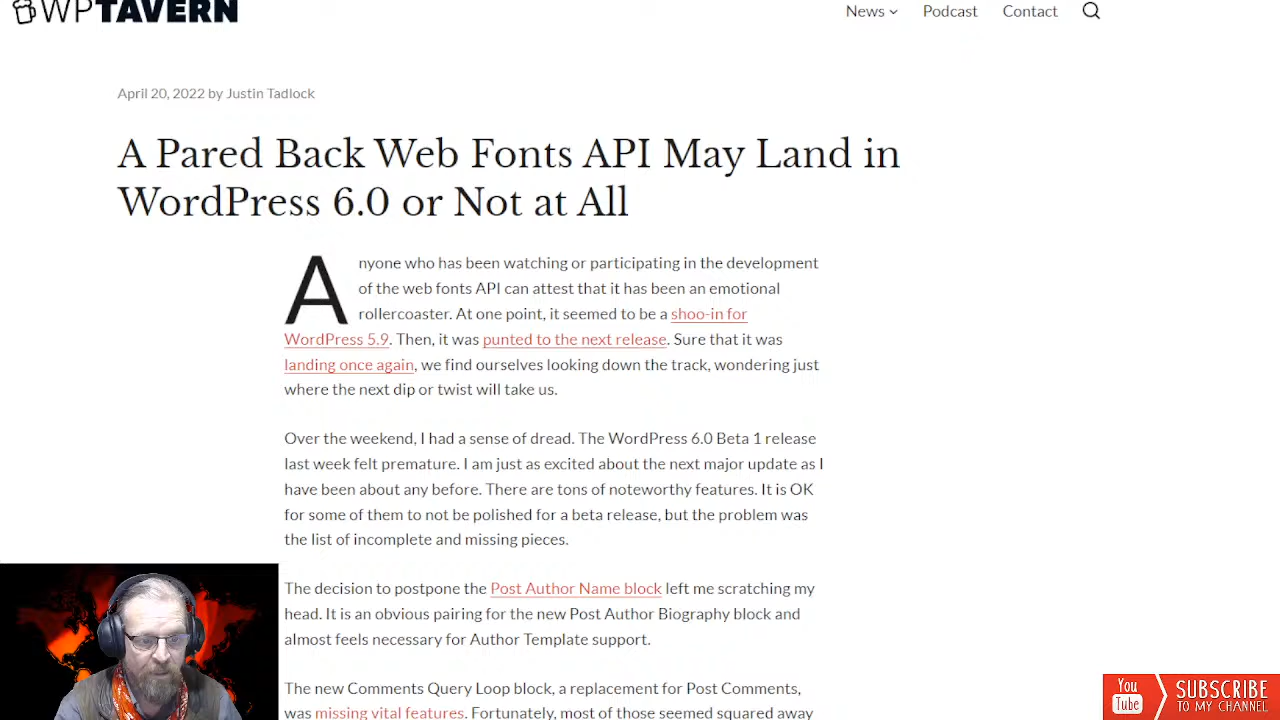 WPTAVERN
News Podcast Contact
April 20, 2022 by Justin Tadlock
A Pared Back Web Fonts API May Land in
WordPress 6.0 or Not at All
Anyone who has been watching or participating in the development
of the web fonts API can attest that it has been an emotional
rollercoaster. At one point, it seemed to be a shoo-in for
WordPress 5.9. Then, it was punted to the next release. Sure that it was
landing once again, we find ourselves looking down the track, wondering just
where the next dip or twist will take us.
Over the weekend, I had a sense of dread. The WordPress 6.0 Beta 1 release
last week felt premature. I am just as excited about the next major update as I
have been about any before. There are tons of noteworthy features. It is OK
for some of them to not be polished for a beta release, but the problem was
the list of incomplete and missing pieces.
The decision to postpone the Post Author Name block left me scratching my
head. It is an obvious pairing for the new Post Author Biography block and
almost feels necessary for Author Template support.
The new Comments Query Loop block, a replacement for Post Comments,
was missing vital features. Fortunately, most of those seemed squared away
You Tube SUBSCRIBE
TO MY CHANNEL